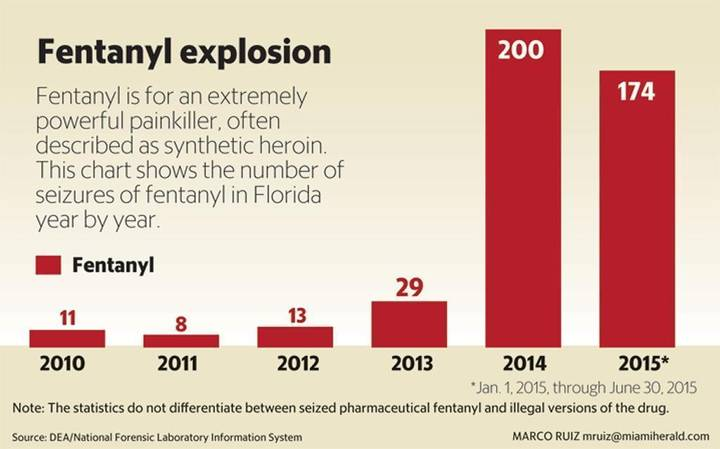 Fentanyl explosion
Fentanyl is for an extremely
powerful painkiller, often
described as synthetic heroin.
This chart shows the number of
seizures of fentanyl in Florida
year by year.
Fentanyl
11
8
13
29
200
174
2010
2011
2012
2013
2014
2015*
*Jan. 1, 2015, through June 30, 2015
Note: The statistics do not differentiate between seized pharmaceutical fentanyl and illegal versions of the drug.
Source: DEA/National Forensic Laboratory Information System
MARCO RUIZ mruiz@miamiherald.com